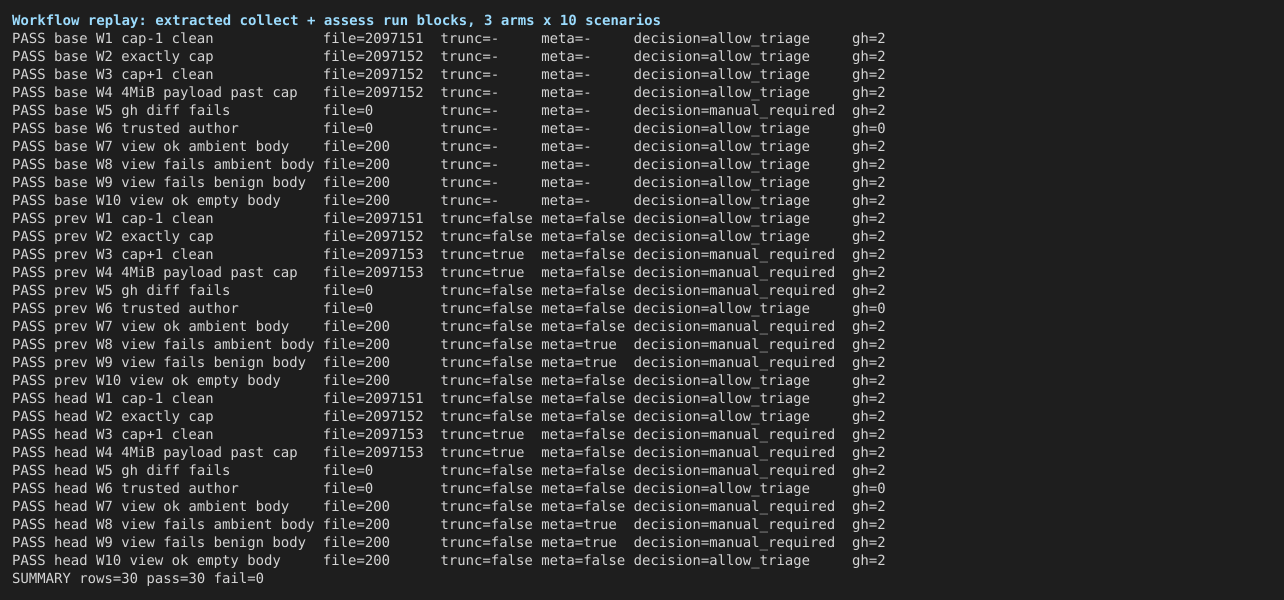 Workflow replay: extracted collect + assess run blocks, 3 arms x 10 scenarios
PASS base W1 cap-1 clean             file=2097151  trunc=-     meta=-     decision=allow_triage     gh=2
PASS base W2 exactly cap             file=2097152  trunc=-     meta=-     decision=allow_triage     gh=2
PASS base W3 cap+1 clean             file=2097152  trunc=-     meta=-     decision=allow_triage     gh=2
PASS base W4 4MiB payload past cap   file=2097152  trunc=-     meta=-     decision=allow_triage     gh=2
PASS base W5 gh diff fails           file=0        trunc=-     meta=-     decision=manual_required  gh=2
PASS base W6 trusted author          file=0        trunc=-     meta=-     decision=allow_triage     gh=0
PASS base W7 view ok ambient body    file=200      trunc=-     meta=-     decision=allow_triage     gh=2
PASS base W8 view fails ambient body file=200      trunc=-     meta=-     decision=allow_triage     gh=2
PASS base W9 view fails benign body  file=200      trunc=-     meta=-     decision=allow_triage     gh=2
PASS base W10 view ok empty body     file=200      trunc=-     meta=-     decision=allow_triage     gh=2
PASS prev W1 cap-1 clean             file=2097151  trunc=false meta=false decision=allow_triage     gh=2
PASS prev W2 exactly cap             file=2097152  trunc=false meta=false decision=allow_triage     gh=2
PASS prev W3 cap+1 clean             file=2097153  trunc=true  meta=false decision=manual_required  gh=2
PASS prev W4 4MiB payload past cap   file=2097153  trunc=true  meta=false decision=manual_required  gh=2
PASS prev W5 gh diff fails           file=0        trunc=false meta=false decision=manual_required  gh=2
PASS prev W6 trusted author          file=0        trunc=false meta=false decision=allow_triage     gh=0
PASS prev W7 view ok ambient body    file=200      trunc=false meta=false decision=manual_required  gh=2
PASS prev W8 view fails ambient body file=200      trunc=false meta=true  decision=manual_required  gh=2
PASS prev W9 view fails benign body  file=200      trunc=false meta=true  decision=manual_required  gh=2
PASS prev W10 view ok empty body     file=200      trunc=false meta=false decision=allow_triage     gh=2
PASS head W1 cap-1 clean             file=2097151  trunc=false meta=false decision=allow_triage     gh=2
PASS head W2 exactly cap             file=2097152  trunc=false meta=false decision=allow_triage     gh=2
PASS head W3 cap+1 clean             file=2097153  trunc=true  meta=false decision=manual_required  gh=2
PASS head W4 4MiB payload past cap   file=2097153  trunc=true  meta=false decision=manual_required  gh=2
PASS head W5 gh diff fails           file=0        trunc=false meta=false decision=manual_required  gh=2
PASS head W6 trusted author          file=0        trunc=false meta=false decision=allow_triage     gh=0
PASS head W7 view ok ambient body    file=200      trunc=false meta=false decision=manual_required  gh=2
PASS head W8 view fails ambient body file=200      trunc=false meta=true  decision=manual_required  gh=2
PASS head W9 view fails benign body  file=200      trunc=false meta=true  decision=manual_required  gh=2
PASS head W10 view ok empty body     file=200      trunc=false meta=false decision=allow_triage     gh=2
SUMMARY rows=30 pass=30 fail=0